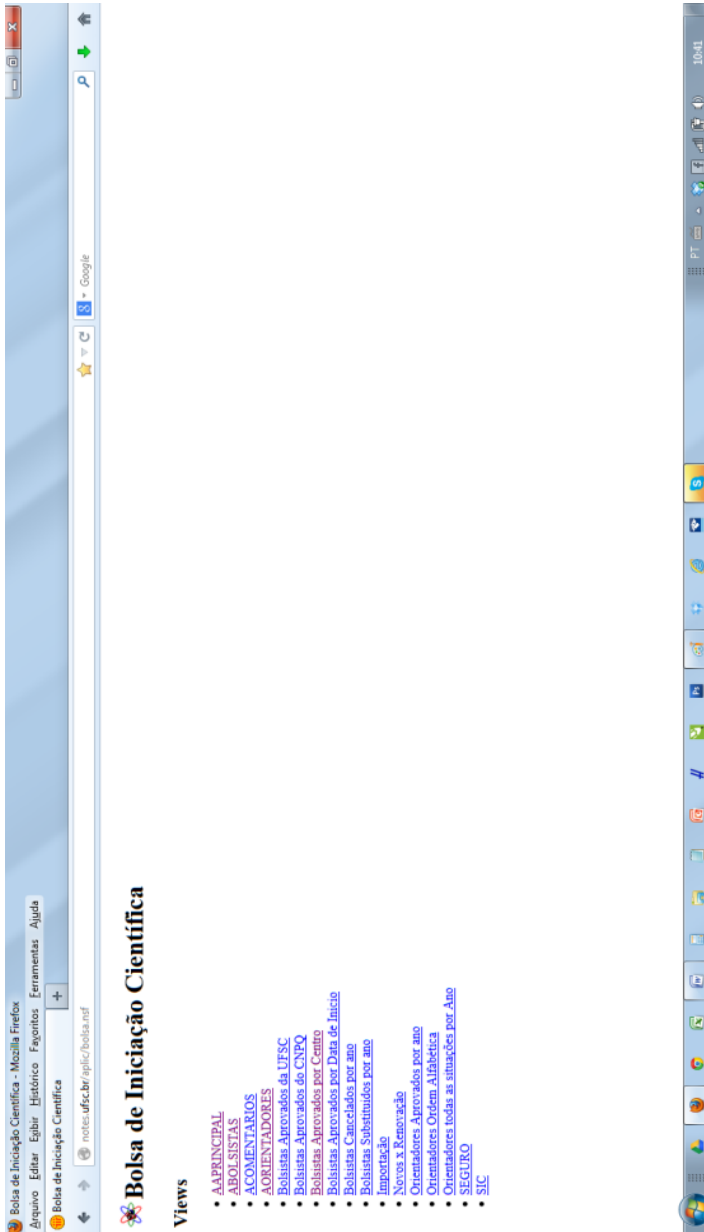 Bolsa de Iniciação Científica - Mozilla Firefox
Arquivo Editar Exibir Histórico Favoritos Ferramentas Ajuda
Bolsa de Iniciação Científica
notes.ufsc.br/aplic/bolsa.nsf
Google
Bolsa de Iniciação Científica
Views
AAPRINCIPAL
ABOLSISTAS
ACOMENTARIOS
AORIENTADORES
Bolsistas Aprovados da UFSC
Bolsistas Aprovados do CNPQ
Bolsistas Aprovados por Centro
Bolsistas Aprovados por Data de Inicio
Bolsistas Cancelados por ano
Bolsistas Substituidos por ano
Importação
Novos x Renovação
Orientadores Aprovados por ano
Orientadores Ordem Alfabética
Orientadores todas as situações por Ano
SEGURO
SIC
PT
10:41